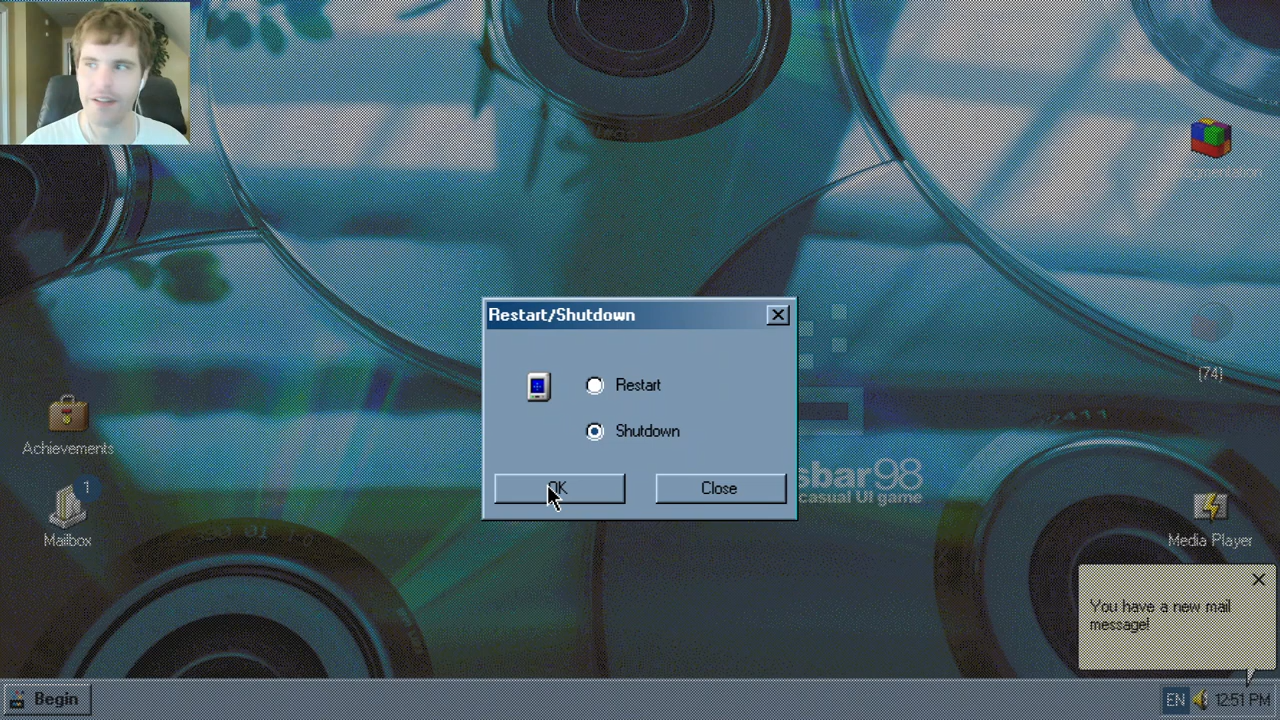 Restart/Shutdown
Restart
Shutdown
OK
Close
(74)
Achievements
1
Mailbox
sbar98
casual UI game
Media Player
You have a new mail
message!
Begin
EN
12:51 PM